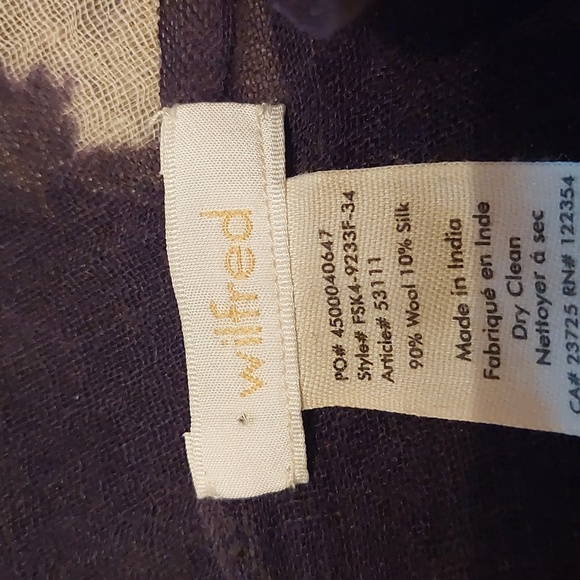 wilfred
PO# 4500040647
Style# FSK4-9233F-34
Article# 53111
90% Wool 10% Silk
Made in India
Fabriqué en Inde
Dry Clean
Nettoyer á sec
CA# 23725 RN# 122354